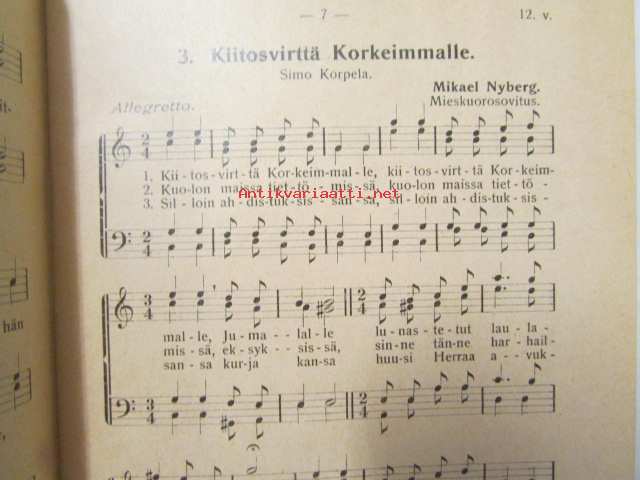 — 7 —
12. v.
3. Kiitosvirttä Korkeimmalle.
Simo Korpela.
Mikael Nyberg.
Mieskuorosovitus.
Allegretto.
ät.
1. Kii-tos-virt-tä Kor-keim-mal-le, kii-tos-virt-tä Kor-keim-
2. Kuo-lon maissa tiet-tö-mis-sä, kuo-lon maissa tiet-tö-
Antikvariaatti.net
3. Sil-loin ah-dis-tuk-sis-san-sa, sil-loin ah-dis-tuk-sis-
hän
mal-le, Ju-ma--lal-le lu-nas-te-tut lau-la-
mis-sä, ek-syk--sis-sä, sin-ne tän-ne har-hail-
san-sa kur-ja kan-sa huu-si Herraa a--vuk-